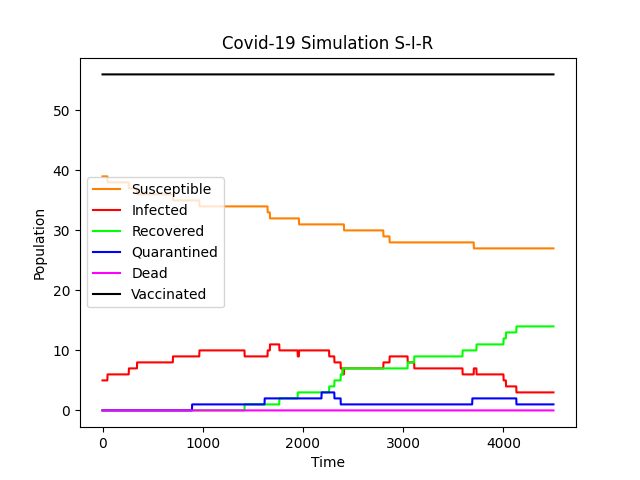 Covid-19 Simulation S-I-R
50
40
30
20
10
0
Population
Susceptible
Infected
Recovered
Quarantined
Dead
Vaccinated
0 1000 2000 3000 4000
Time